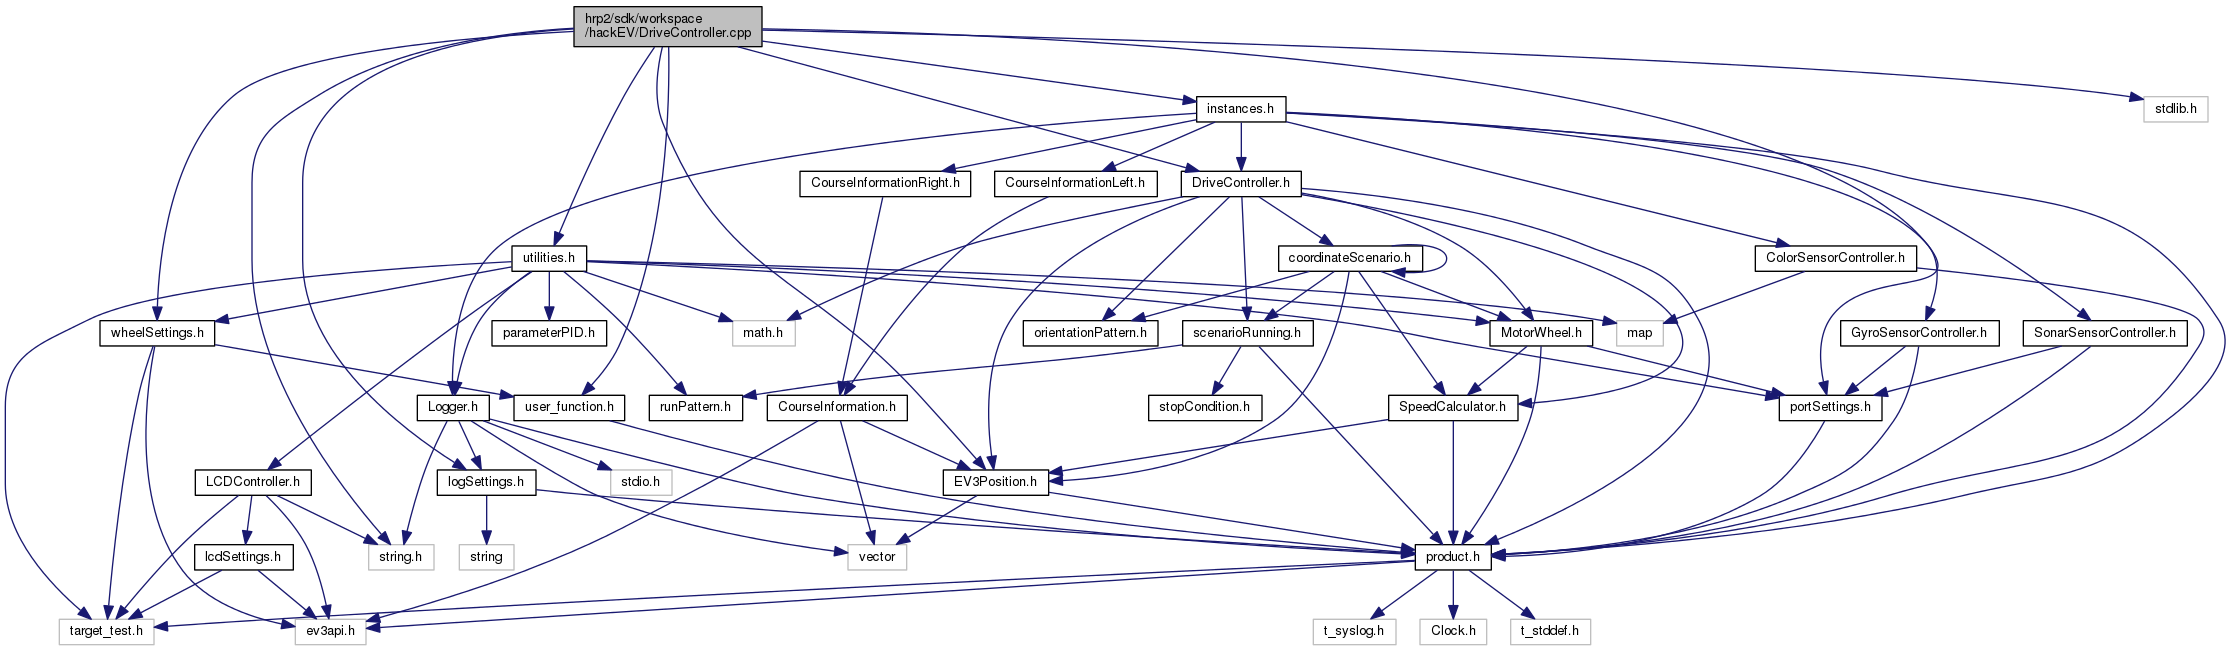 hrp2/sdk/workspace
/hackEV/DriveController.cpp
instances.h
stdlib.h
CourseInformationRight.h
CourseInformationLeft.h
DriveController.h
utilities.h
coordinateScenario.h
ColorSensorController.h
wheelSettings.h
parameterPID.h
math.h
orientationPattern.h
scenarioRunning.h
MotorWheel.h
map
GyroSensorController.h
SonarSensorController.h
Logger.h
user_function.h
runPattern.h
CourseInformation.h
stopCondition.h
SpeedCalculator.h
portSettings.h
LCDController.h
logSettings.h
stdio.h
EV3Position.h
lcdSettings.h
string.h
string
vector
product.h
target_test.h
ev3api.h
t_syslog.h
Clock.h
t_stddef.h